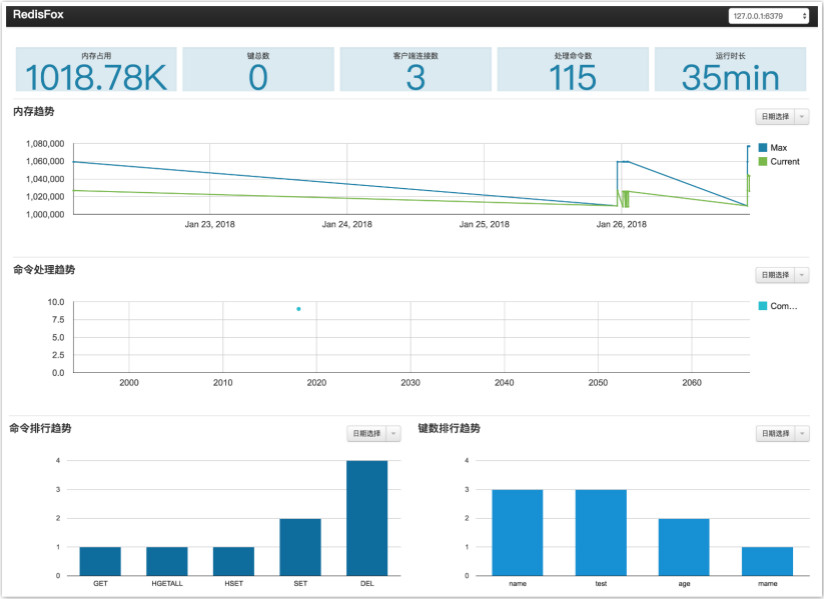 RedisFox
127.0.0.1:6379
内存占用 键总数 客户端连接数 处理命令数 运行时长
1018.78K 0 3 115 35min
内存趋势
日期选择
1,080,000
1,060,000
1,040,000
1,020,000
1,000,000
Max
Current
Jan 23, 2018 Jan 24, 2018 Jan 25, 2018 Jan 26, 2018
命令处理趋势
日期选择
10.0
7.5
5.0
2.5
0.0
Com...
2000 2010 2020 2030 2040 2050 2060
命令排行趋势
日期选择
4
3
2
1
0
GET HGETALL HSET SET DEL
键数排行趋势
日期选择
4
3
2
1
0
name test age mame